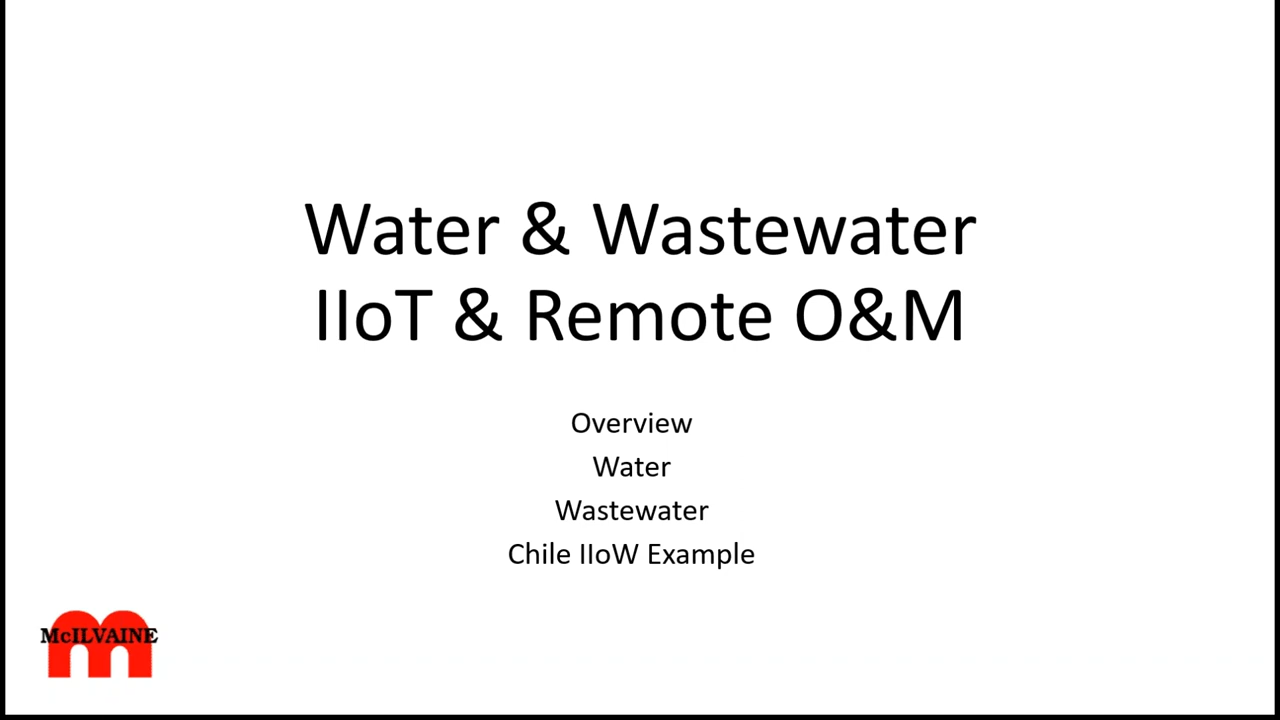 Water & Wastewater
IIoT & Remote O&M
Overview
Water
Wastewater
Chile IIoW Example
McILVAINE